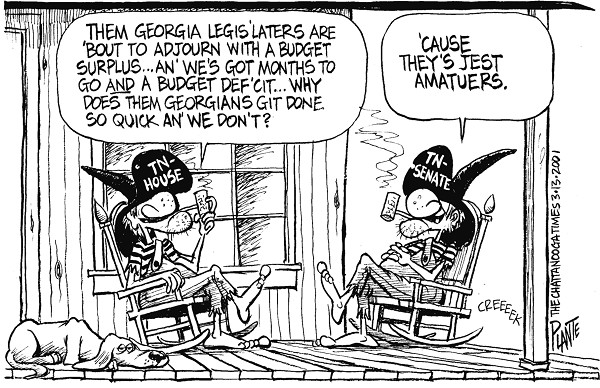 THEM GEORGIA LEGIS'LATERS ARE
'BOUT TO ADJOURN WITH A BUDGET
SURPLUS...AN' WE'S GOT MONTHS TO
GO AND A BUDGET DEF'CIT... WHY
DOES THEM GEORGIANS GIT DONE
SO QUICK AN' WE DON'T?
'CAUSE
THEY'S JEST
AMATUERS.
TN-
HOUSE
TN-
SENATE
CREEEEK
PLANTE
THE CHATTANOOGA TIMES 3·13·2001